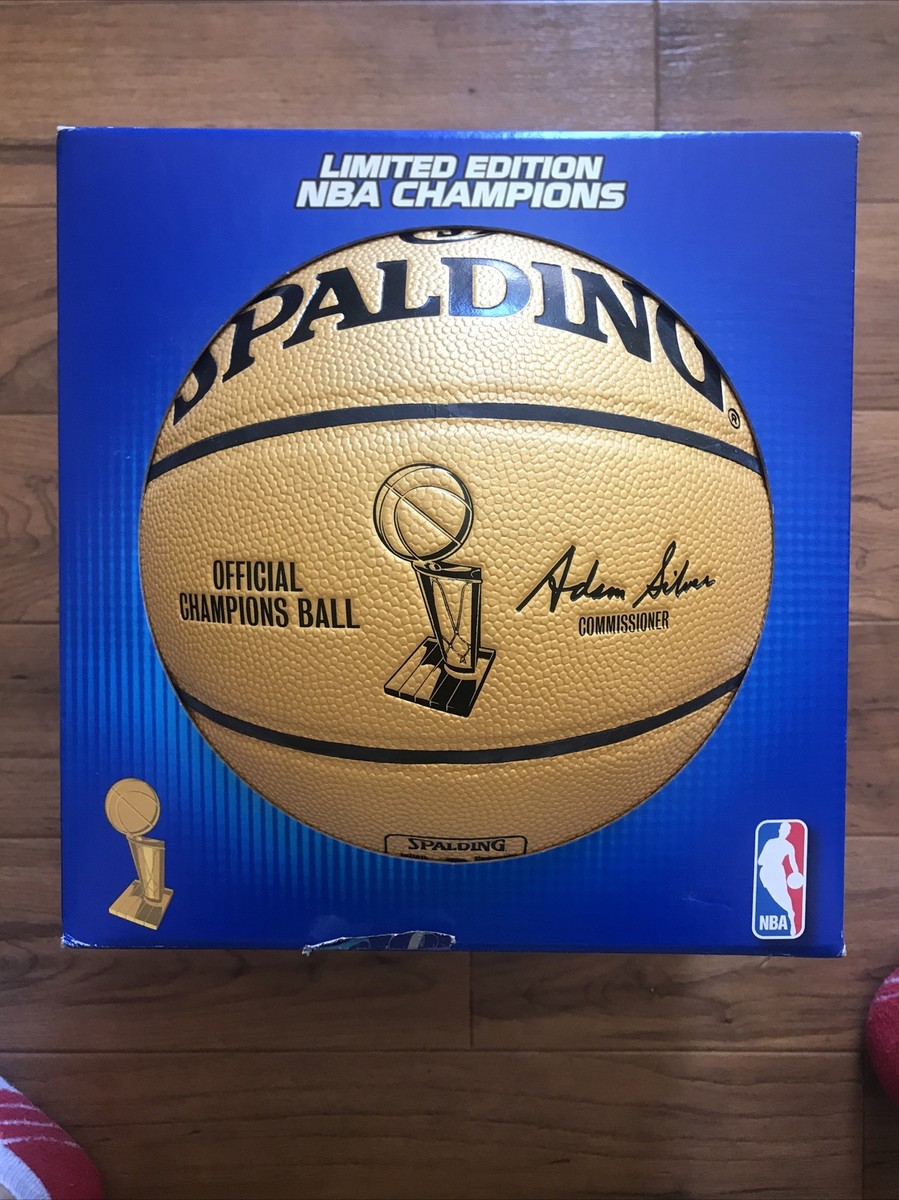 LIMITED EDITION
NBA CHAMPIONS
SPALDING®
OFFICIAL
CHAMPIONS BALL
Adam Silver
COMMISSIONER
SPALDING
NBA